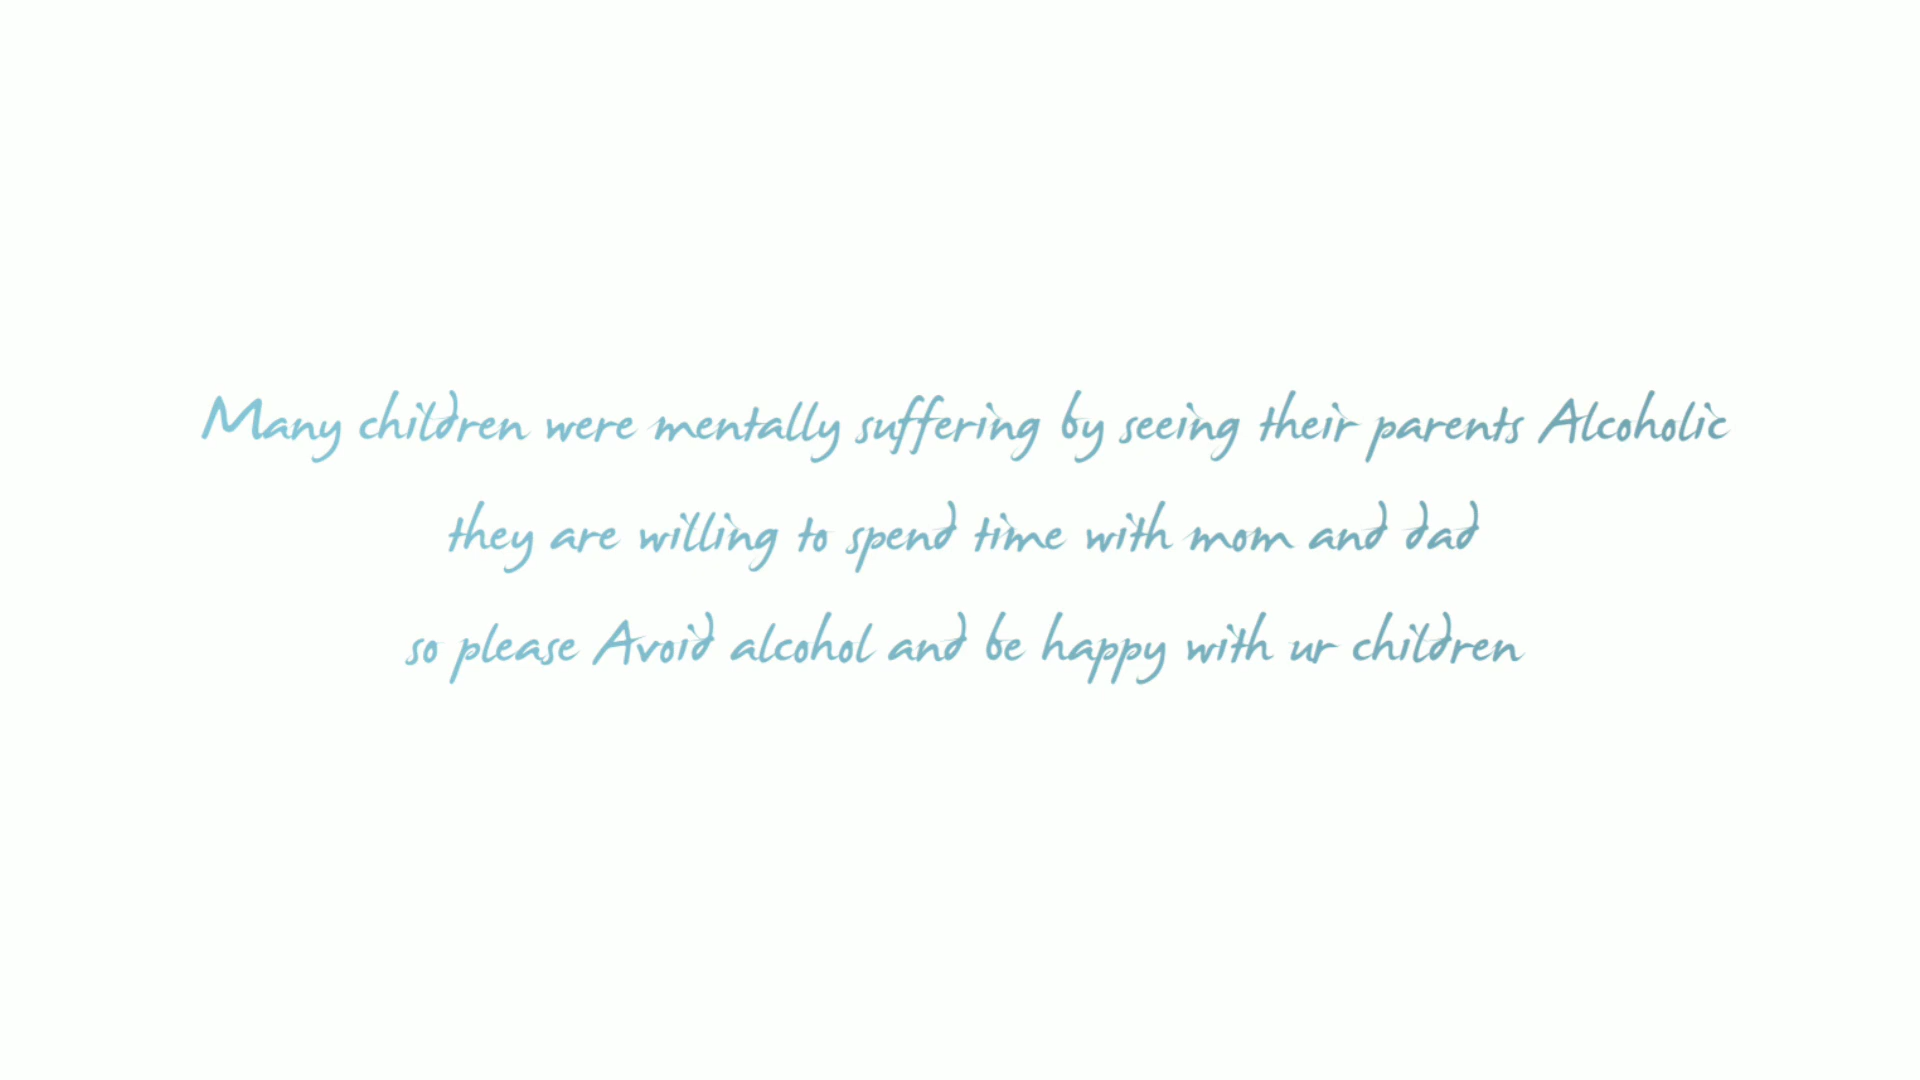 Many children were mentally suffering by seeing their parents Alcoholic
they are willing to spend time with mom and dad
so please Avoid alcohol and be happy with ur children